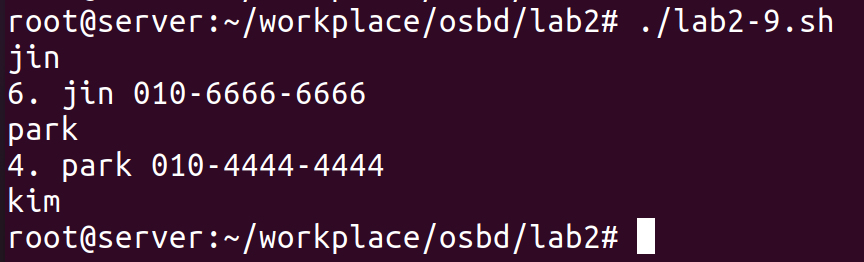 root@server:~/workplace/osbd/lab2# ./lab2-9.sh
jin
6. jin 010-6666-6666
park
4. park 010-4444-4444
kim
root@server:~/workplace/osbd/lab2#